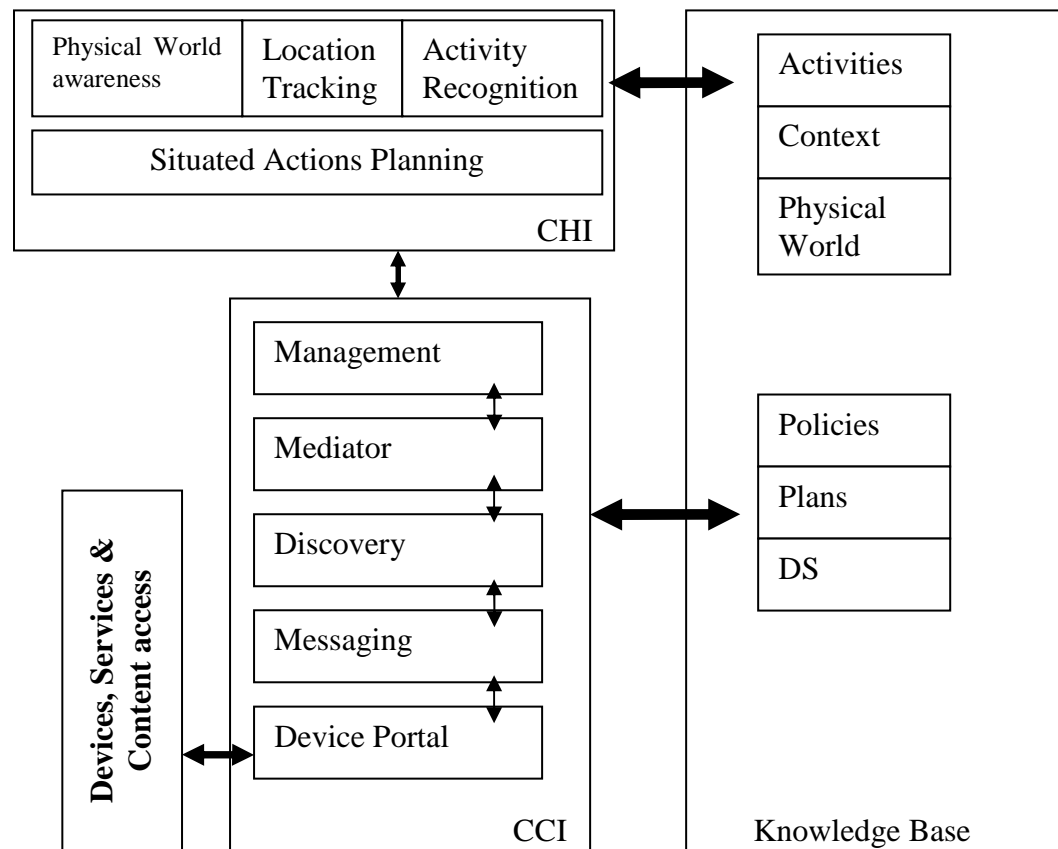 Physical World
awareness
Location
Tracking
Activity
Recognition
Situated Actions Planning
CHI
Activities
Context
Physical
World
Management
Mediator
Discovery
Messaging
Device Portal
CCI
Devices, Services &
Content access
Policies
Plans
DS
Knowledge Base